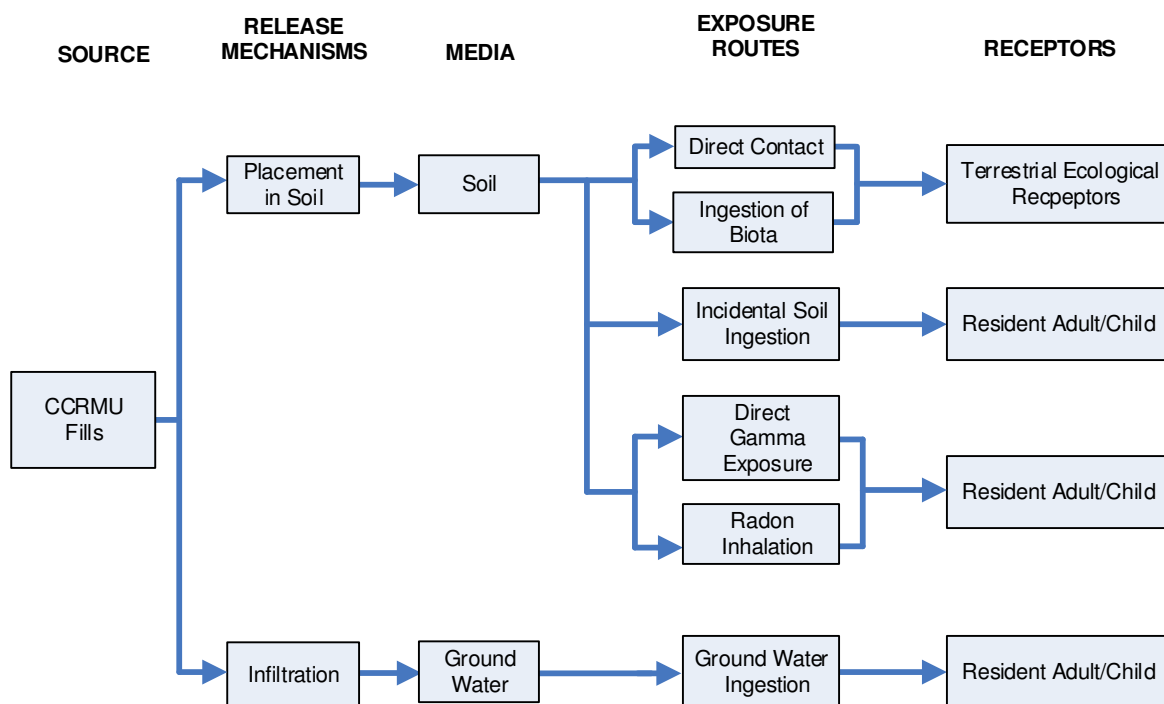 SOURCE
RELEASE
MECHANISMS
MEDIA
EXPOSURE
ROUTES
RECEPTORS
Placement
in Soil
Soil
Direct Contact
Ingestion of
Biota
Terrestrial Ecological
Recpeptors
Incidental Soil
Ingestion
Resident Adult/Child
CCRMU
Fills
Direct
Gamma
Exposure
Radon
Inhalation
Resident Adult/Child
Infiltration
Ground
Water
Ground Water
Ingestion
Resident Adult/Child